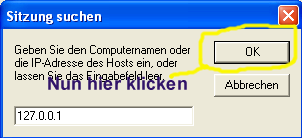 Sitzung suchen
Geben Sie den Computernamen oder
die IP-Adresse des Hosts ein, oder
lassen Sie das Eingabefeld leer.
OK
Nun hier klicken
Abbrechen
127.0.0.1